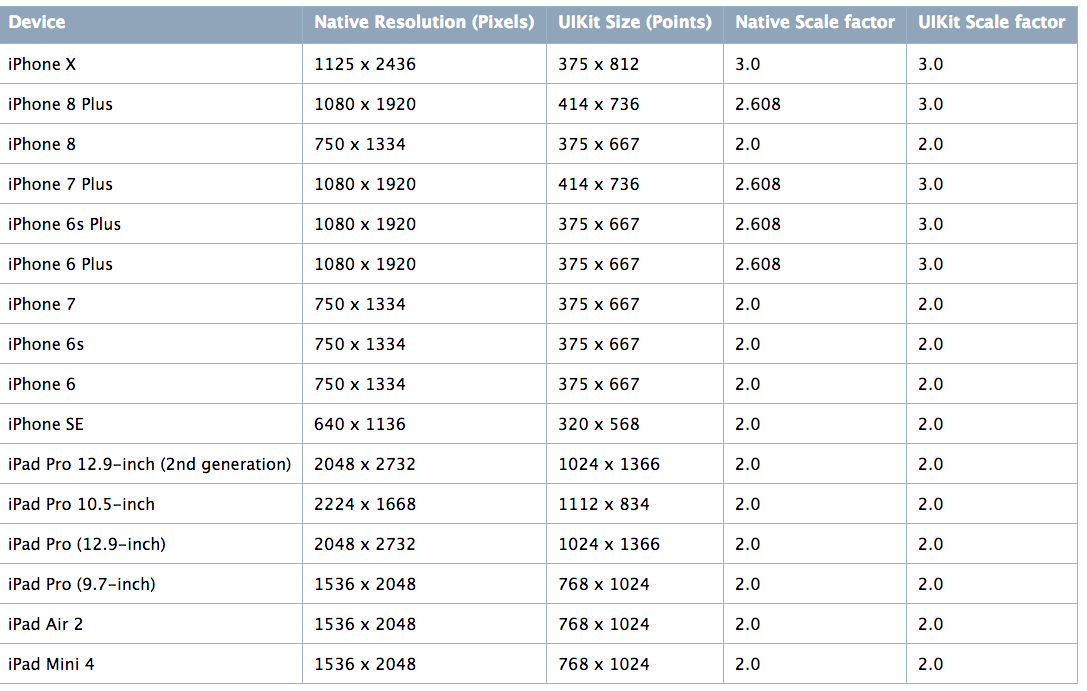 Device Native Resolution (Pixels) UIKit Size (Points) Native Scale factor UIKit Scale factor
iPhone X 1125 x 2436 375 x 812 3.0 3.0
iPhone 8 Plus 1080 x 1920 414 x 736 2.608 3.0
iPhone 8 750 x 1334 375 x 667 2.0 2.0
iPhone 7 Plus 1080 x 1920 414 x 736 2.608 3.0
iPhone 6s Plus 1080 x 1920 375 x 667 2.608 3.0
iPhone 6 Plus 1080 x 1920 375 x 667 2.608 3.0
iPhone 7 750 x 1334 375 x 667 2.0 2.0
iPhone 6s 750 x 1334 375 x 667 2.0 2.0
iPhone 6 750 x 1334 375 x 667 2.0 2.0
iPhone SE 640 x 1136 320 x 568 2.0 2.0
iPad Pro 12.9-inch (2nd generation) 2048 x 2732 1024 x 1366 2.0 2.0
iPad Pro 10.5-inch 2224 x 1668 1112 x 834 2.0 2.0
iPad Pro (12.9-inch) 2048 x 2732 1024 x 1366 2.0 2.0
iPad Pro (9.7-inch) 1536 x 2048 768 x 1024 2.0 2.0
iPad Air 2 1536 x 2048 768 x 1024 2.0 2.0
iPad Mini 4 1536 x 2048 768 x 1024 2.0 2.0